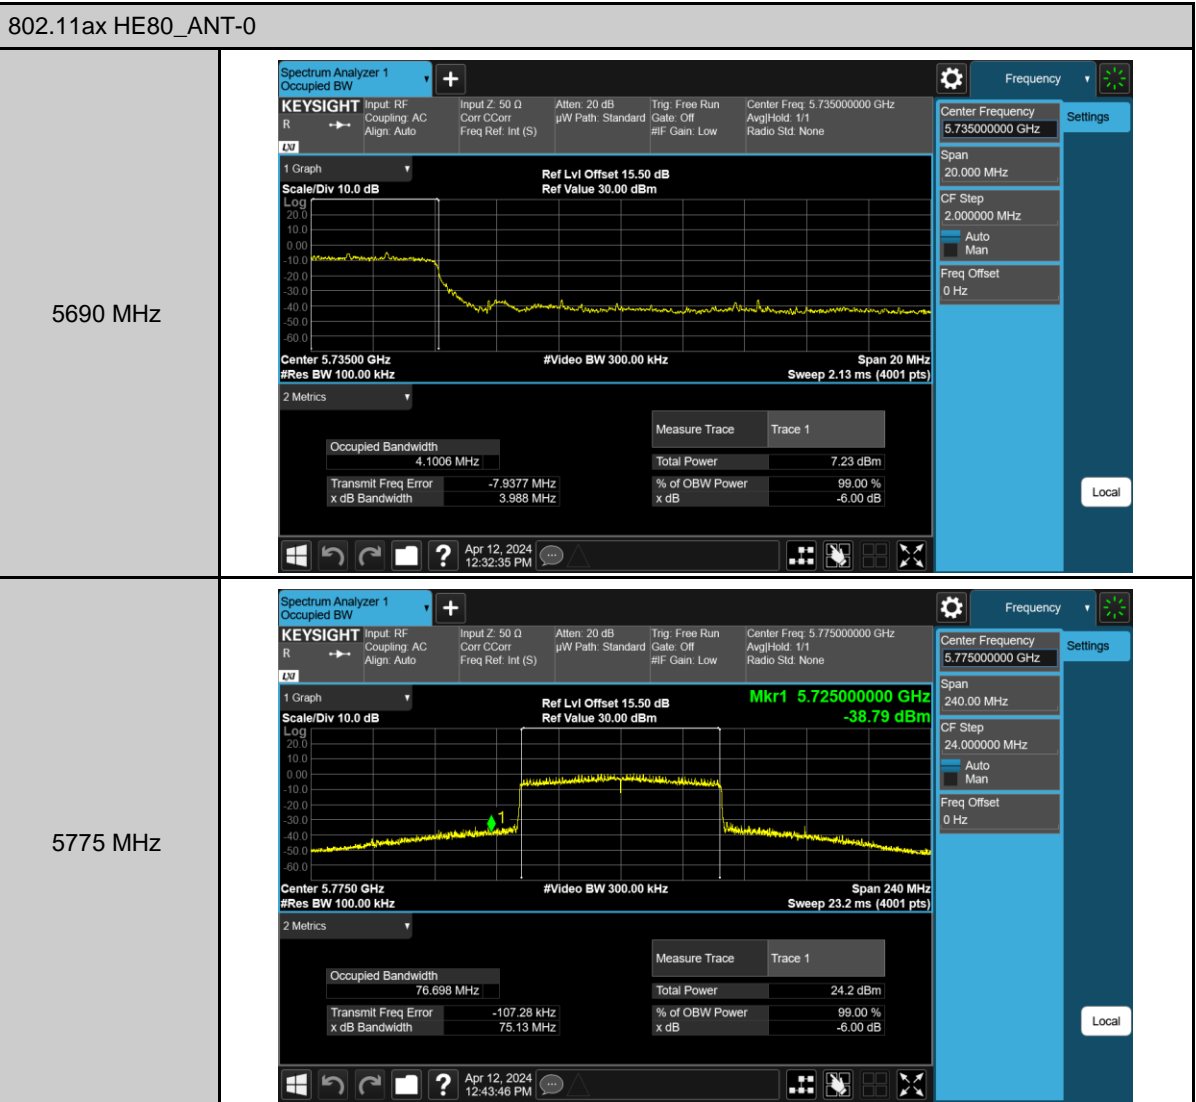 802.11ax HE80_ANT-0
5690 MHz
Spectrum Analyzer 1
Occupied BW
Frequency
KEYSIGHT
R
LXI
Input: RF
Coupling: AC
Align: Auto
Input Z: 50 Ω
Corr CCorr
Freq Ref: Int (S)
Atten: 20 dB
µW Path: Standard
Trig: Free Run
Gate: Off
#IF Gain: Low
Center Freq: 5.735000000 GHz
Avg|Hold: 1/1
Radio Std: None
Center Frequency
5.735000000 GHz
Settings
Span
20.000 MHz
CF Step
2.000000 MHz
Auto
Man
Freq Offset
0 Hz
Local
1 Graph
Scale/Div 10.0 dB
Ref Lvl Offset 15.50 dB
Ref Value 30.00 dBm
Log
20.0
10.0
0.00
-10.0
-20.0
-30.0
-40.0
-50.0
-60.0
Center 5.73500 GHz
#Video BW 300.00 kHz
Span 20 MHz
#Res BW 100.00 kHz
Sweep 2.13 ms (4001 pts)
2 Metrics
Measure Trace Trace 1
Occupied Bandwidth
4.1006 MHz
Total Power 7.23 dBm
Transmit Freq Error -7.9377 MHz
% of OBW Power 99.00 %
x dB Bandwidth 3.988 MHz
x dB -6.00 dB
?
Apr 12, 2024
12:32:35 PM
5775 MHz
Spectrum Analyzer 1
Occupied BW
Frequency
KEYSIGHT
R
LXI
Input: RF
Coupling: AC
Align: Auto
Input Z: 50 Ω
Corr CCorr
Freq Ref: Int (S)
Atten: 20 dB
µW Path: Standard
Trig: Free Run
Gate: Off
#IF Gain: Low
Center Freq: 5.775000000 GHz
Avg|Hold: 1/1
Radio Std: None
Center Frequency
5.775000000 GHz
Settings
Span
240.00 MHz
CF Step
24.000000 MHz
Auto
Man
Freq Offset
0 Hz
Local
1 Graph
Scale/Div 10.0 dB
Ref Lvl Offset 15.50 dB
Ref Value 30.00 dBm
Mkr1 5.725000000 GHz
-38.79 dBm
Log
20.0
10.0
0.00
-10.0
-20.0
-30.0
-40.0
-50.0
-60.0
1
Center 5.7750 GHz
#Video BW 300.00 kHz
Span 240 MHz
#Res BW 100.00 kHz
Sweep 23.2 ms (4001 pts)
2 Metrics
Measure Trace Trace 1
Occupied Bandwidth
76.698 MHz
Total Power 24.2 dBm
Transmit Freq Error -107.28 kHz
% of OBW Power 99.00 %
x dB Bandwidth 75.13 MHz
x dB -6.00 dB
?
Apr 12, 2024
12:43:46 PM